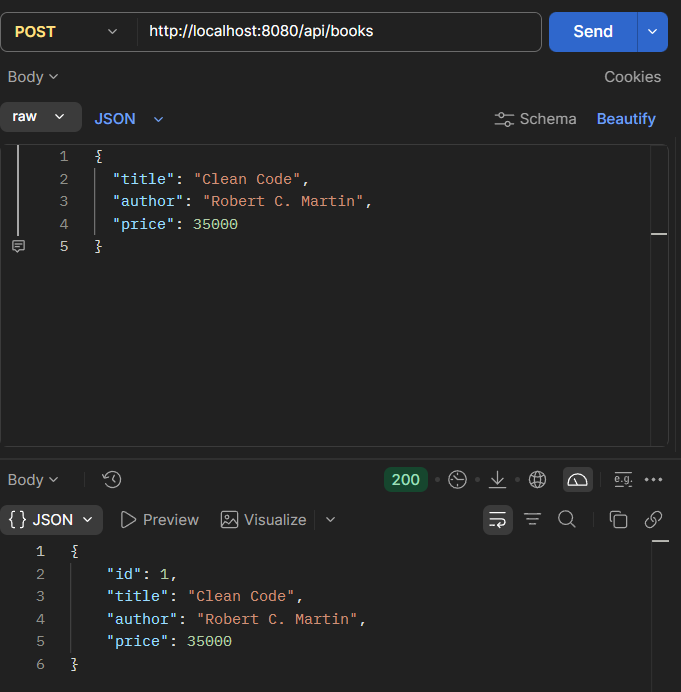 POST http://localhost:8080/api/books Send
Body Cookies
raw JSON Schema Beautify
1 {
2 "title": "Clean Code",
3 "author": "Robert C. Martin",
4 "price": 35000
5 }
Body 200 e.g.
{ } JSON Preview Visualize
1 {
2 "id": 1,
3 "title": "Clean Code",
4 "author": "Robert C. Martin",
5 "price": 35000
6 }